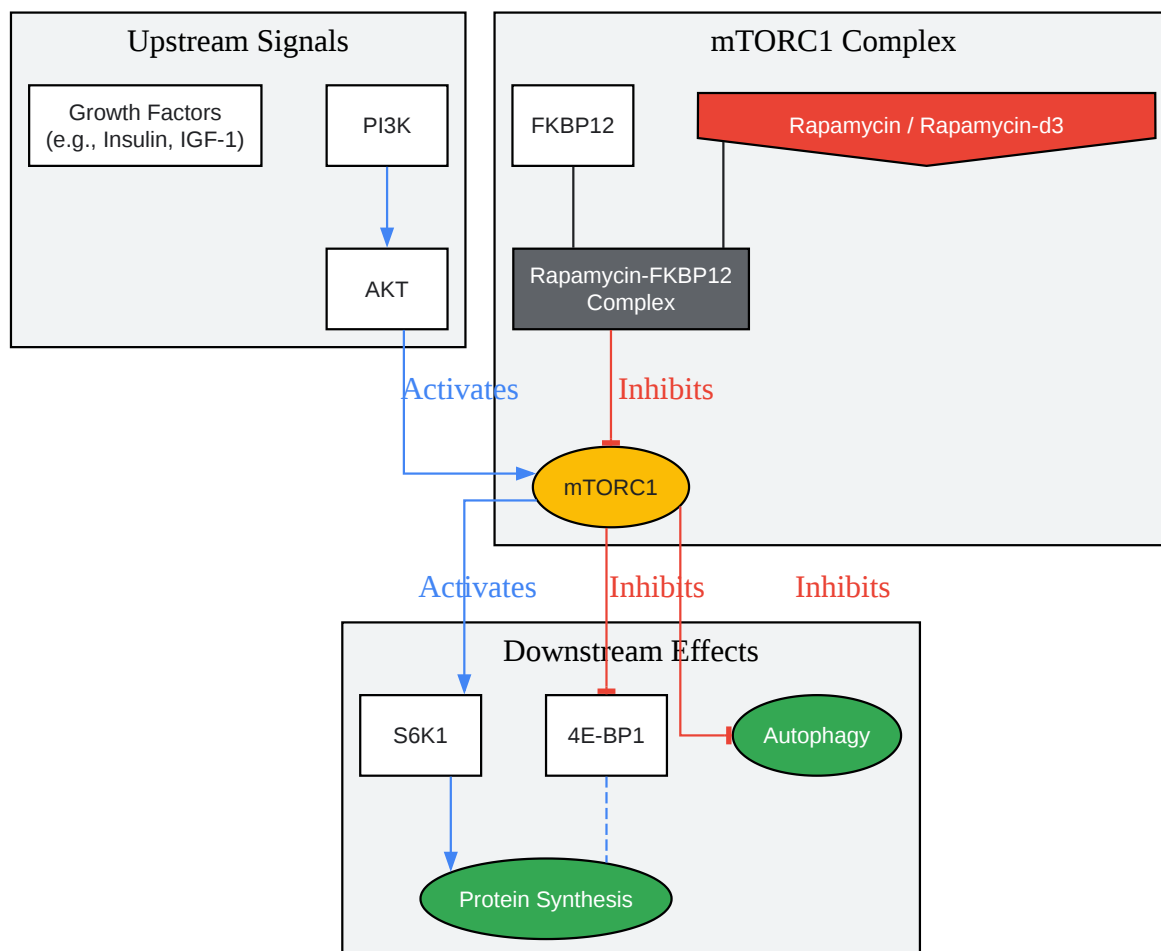 Upstream Signals
mTORC1 Complex
Growth Factors
(e.g., Insulin, IGF-1)
PI3K
FKBP12
Rapamycin / Rapamycin-d3
AKT
Rapamycin-FKBP12
Complex
Activates
Inhibits
mTORC1
Activates
Inhibits
Inhibits
Downstream Effects
S6K1
4E-BP1
Autophagy
Protein Synthesis